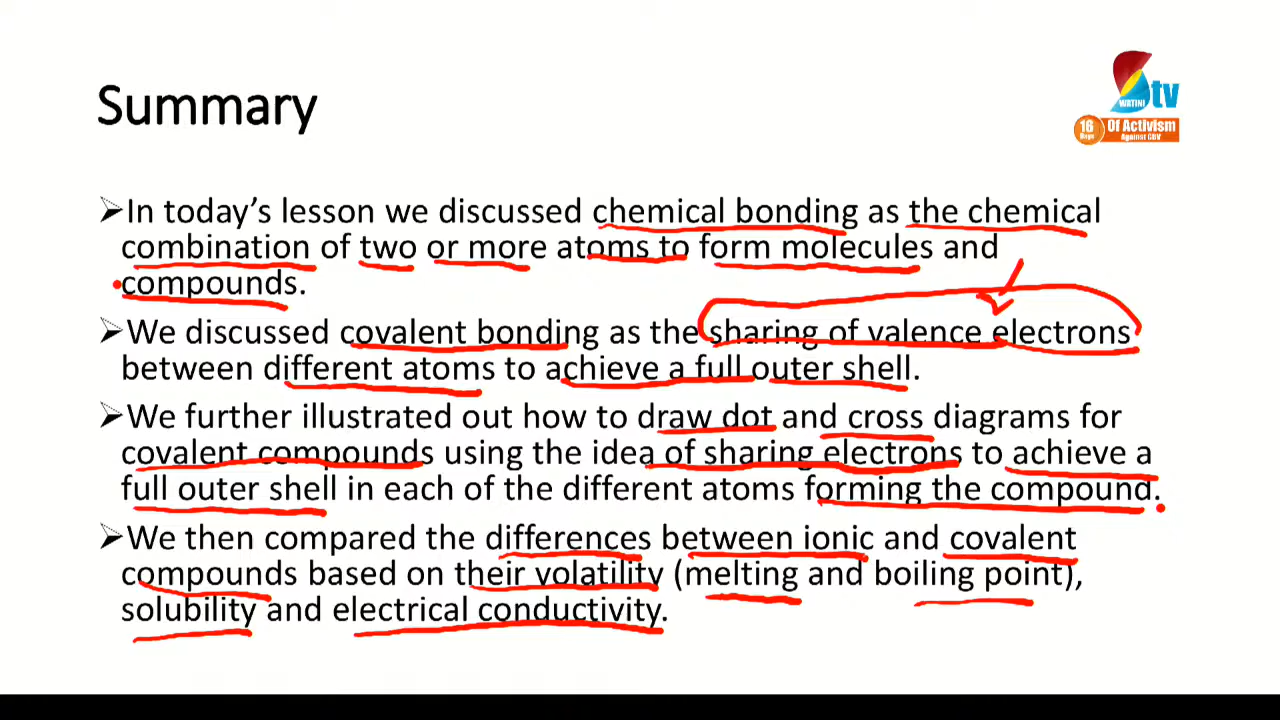 Summary
tv
WATINI
16 Days
Of Activism
Against GBV
➢In today’s lesson we discussed chemical bonding as the chemical
combination of two or more atoms to form molecules and
compounds.
➢We discussed covalent bonding as the sharing of valence electrons
between different atoms to achieve a full outer shell.
➢We further illustrated out how to draw dot and cross diagrams for
covalent compounds using the idea of sharing electrons to achieve a
full outer shell in each of the different atoms forming the compound.
➢We then compared the differences between ionic and covalent
compounds based on their volatility (melting and boiling point),
solubility and electrical conductivity.